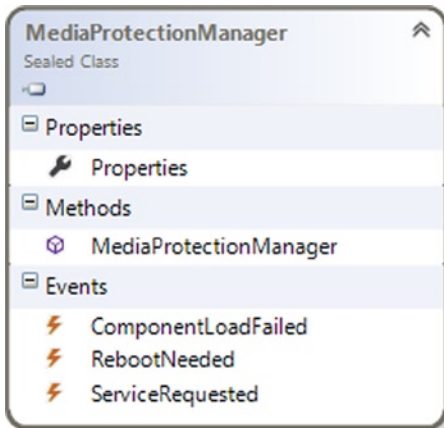 MediaProtectionManager
Sealed Class
Properties
Properties
Methods
MediaProtectionManager
Events
ComponentLoadFailed
RebootNeeded
ServiceRequested